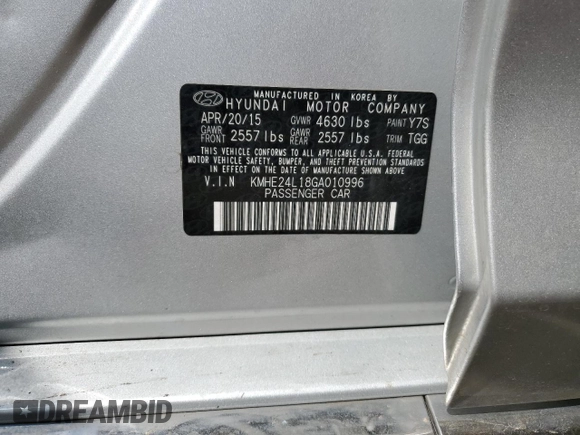 MANUFACTURED IN KOREA BY
HYUNDAI MOTOR COMPANY
APR/20/15 GVWR 4630 lbs PAINT Y7S
GAWR FRONT 2557 lbs GAWR REAR 2557 lbs TRIM TGG
THIS VEHICLE CONFORMS TO ALL APPLICABLE U.S.A. FEDERAL
MOTOR VEHICLE SAFETY, BUMPER, AND THEFT PREVENTION STANDARDS
IN EFFECT ON THE DATE OF MANUFACTURE SHOWN ABOVE
V.I.N KMHE24L18GA010996
PASSENGER CAR
DREAMBID